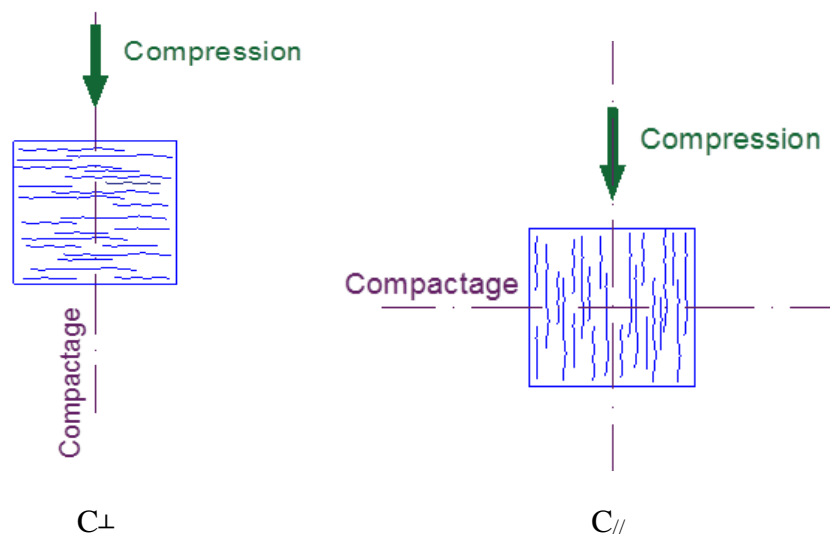 Compression
Compactage
C⊥
Compression
Compactage
C//